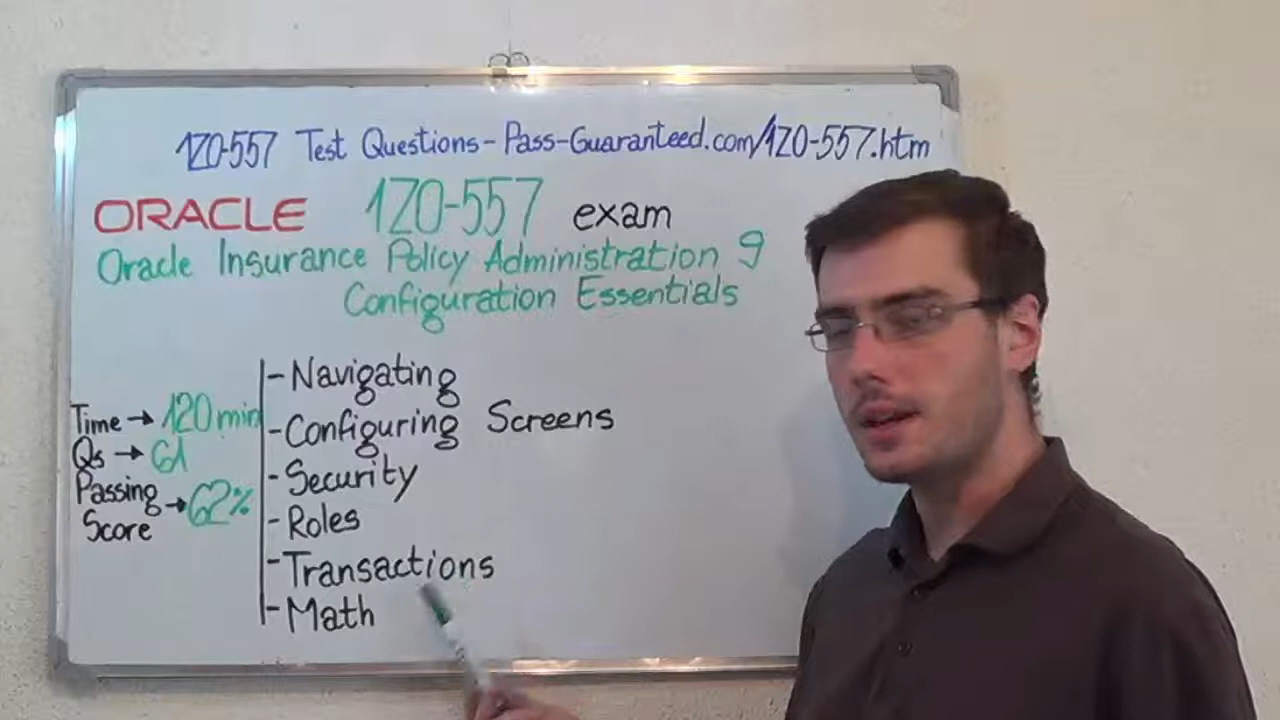 1Z0-557 Test Questions - Pass-Guaranteed.com/1Z0-557.htm
ORACLE 1Z0-557 exam
Oracle Insurance Policy Administration 9
Configuration Essentials
Time → 120 min
Qs → 61
Passing Score → 62%
- Navigating
- Configuring Screens
- Security
- Roles
- Transactions
- Math